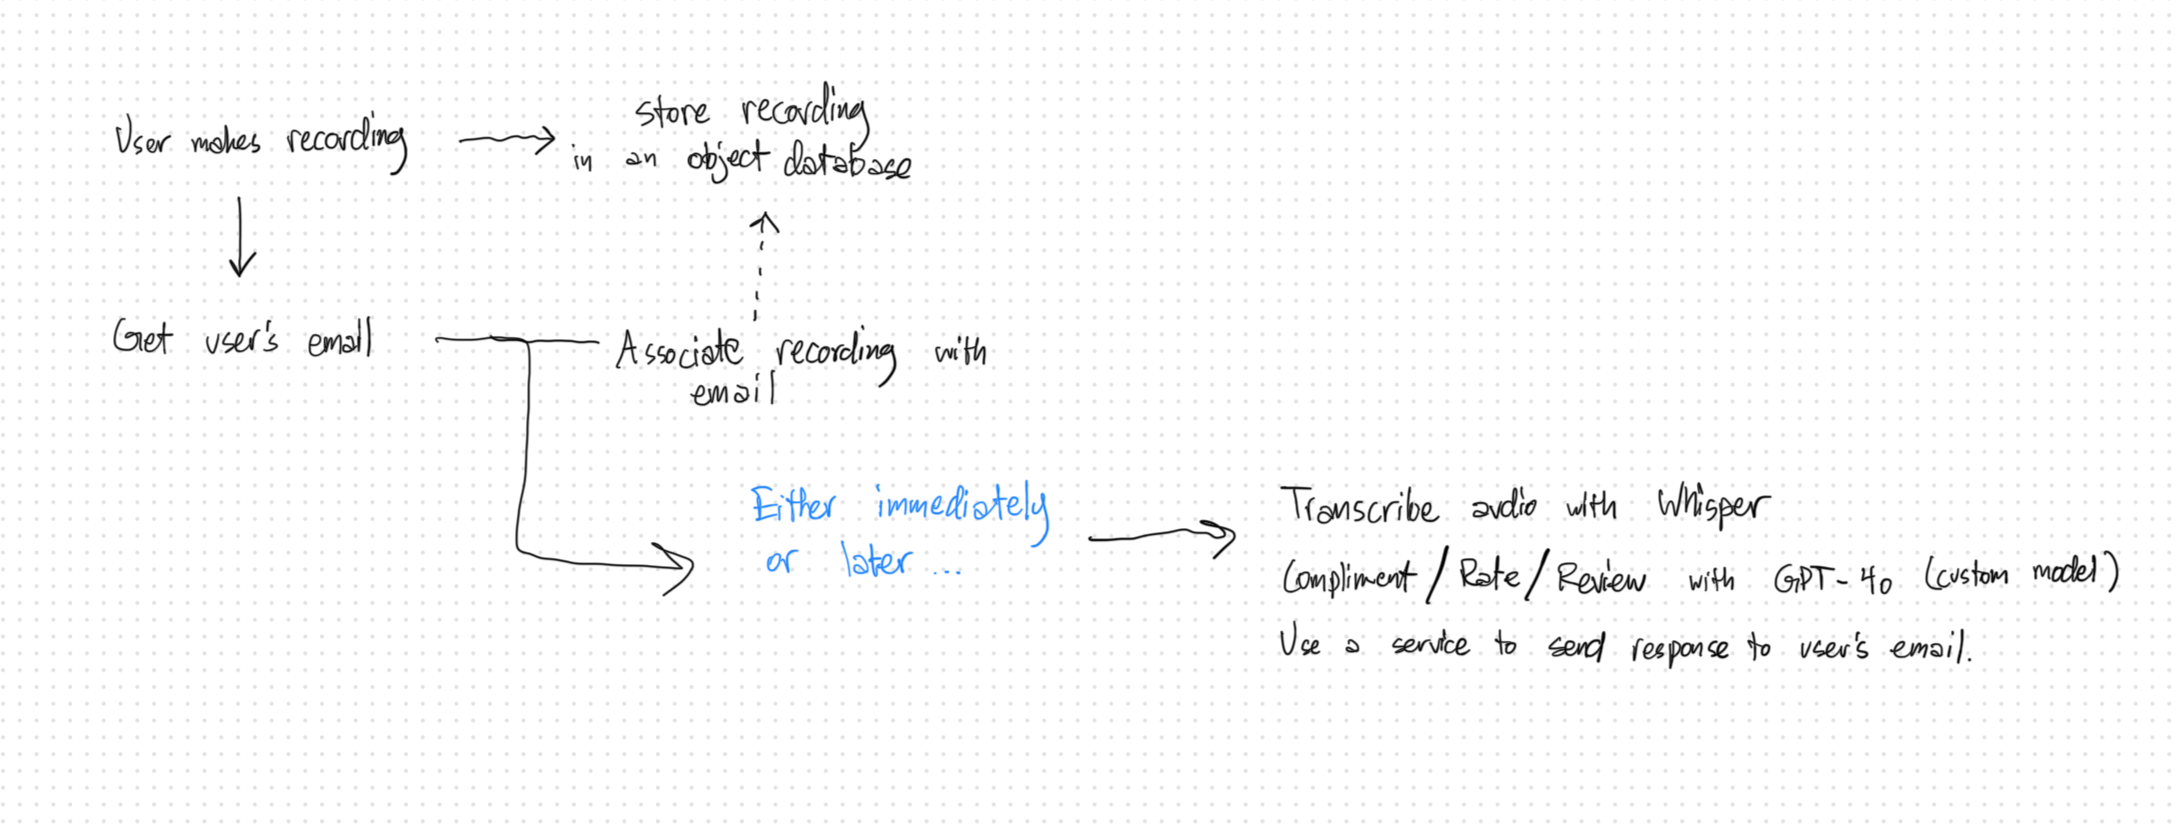 User makes recording
store recording
in an object database
Get user's email
Associate recording with
email
Either immediately
or later ...
Transcribe audio with Whisper
Compliment / Rate / Review with GPT-4o (custom model)
Use a service to send response to user's email.